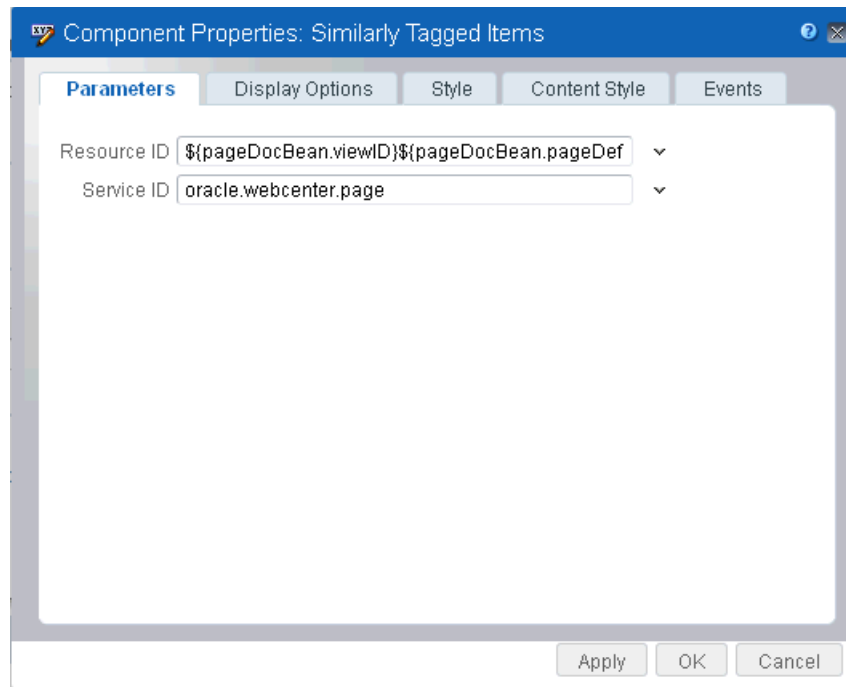 Component Properties: Similarly Tagged Items
Parameters Display Options Style Content Style Events
Resource ID ${pageDocBean.viewID}${pageDocBean.pageDef
Service ID oracle.webcenter.page
Apply OK Cancel